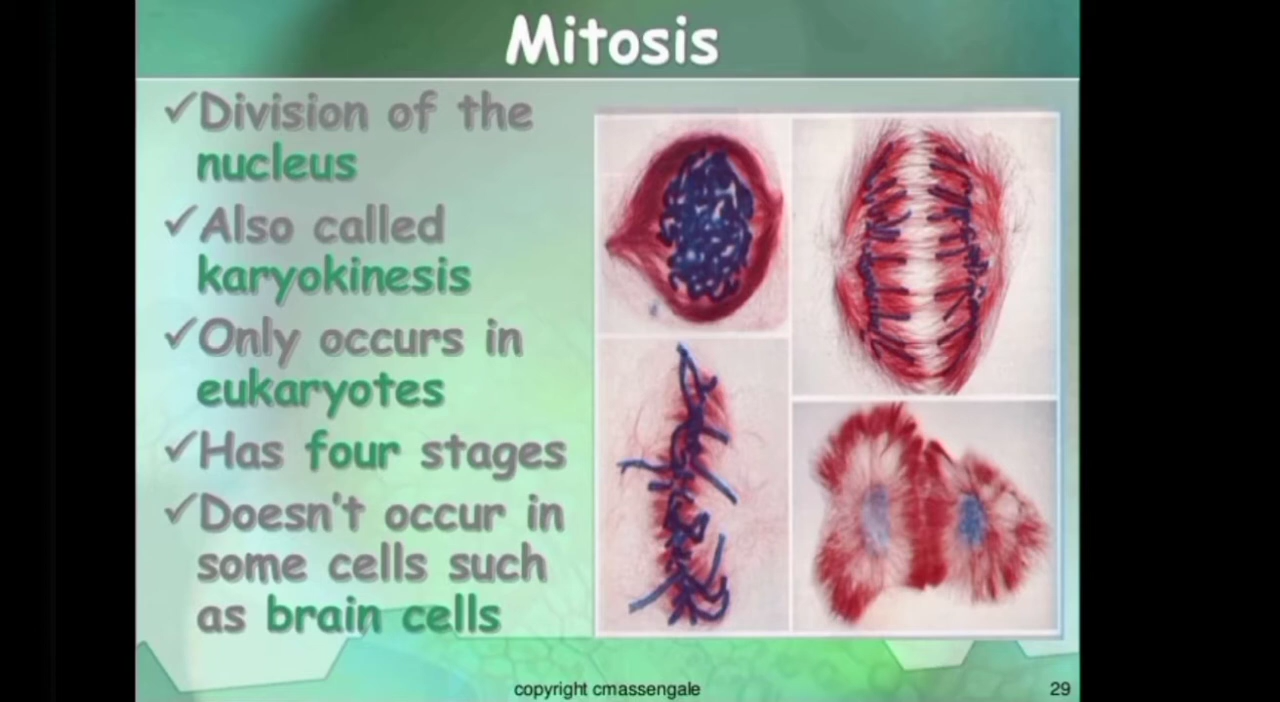 Mitosis
✓Division of the
nucleus
✓Also called
karyokinesis
✓Only occurs in
eukaryotes
✓Has four stages
✓Doesn't occur in
some cells such
as brain cells
copyright cmassengale
29